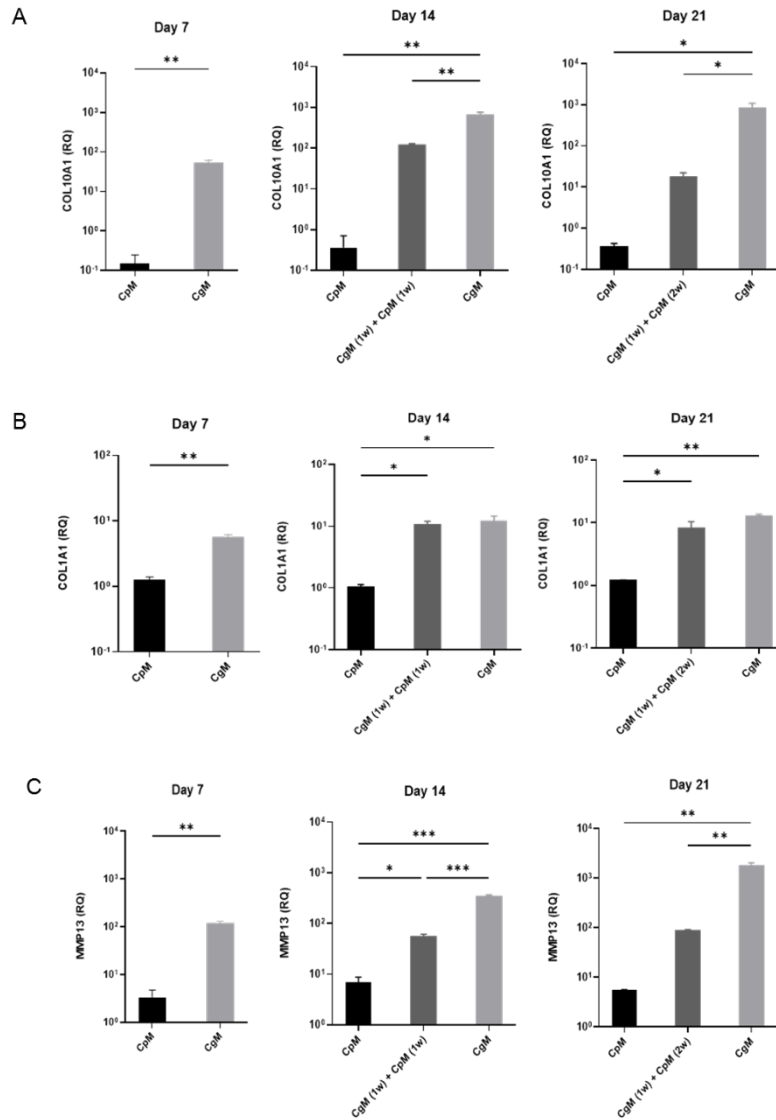 A
Day 7
Day 14
Day 21
**
**
**
*
*
COL10A1 (RQ)
10⁴
10³
10²
10¹
10⁰
10⁻¹
CpM
CgM
COL10A1 (RQ)
10⁴
10³
10²
10¹
10⁰
10⁻¹
CpM
CgM (1w) + CpM (1w)
CgM
COL10A1 (RQ)
10⁴
10³
10²
10¹
10⁰
10⁻¹
CpM
CgM (1w) + CpM (2w)
CgM
B
Day 7
Day 14
Day 21
**
*
*
**
*
COL1A1 (RQ)
10²
10¹
10⁰
10⁻¹
CpM
CgM
COL1A1 (RQ)
10²
10¹
10⁰
10⁻¹
CpM
CgM (1w) + CpM (1w)
CgM
COL1A1 (RQ)
10²
10¹
10⁰
10⁻¹
CpM
CgM (1w) + CpM (2w)
CgM
C
Day 7
Day 14
Day 21
**
***
*
***
**
**
MMP13 (RQ)
10⁴
10³
10²
10¹
10⁰
CpM
CgM
MMP13 (RQ)
10⁴
10³
10²
10¹
10⁰
CpM
CgM (1w) + CpM (1w)
CgM
MMP13 (RQ)
10⁴
10³
10²
10¹
10⁰
CpM
CgM (1w) + CpM (2w)
CgM